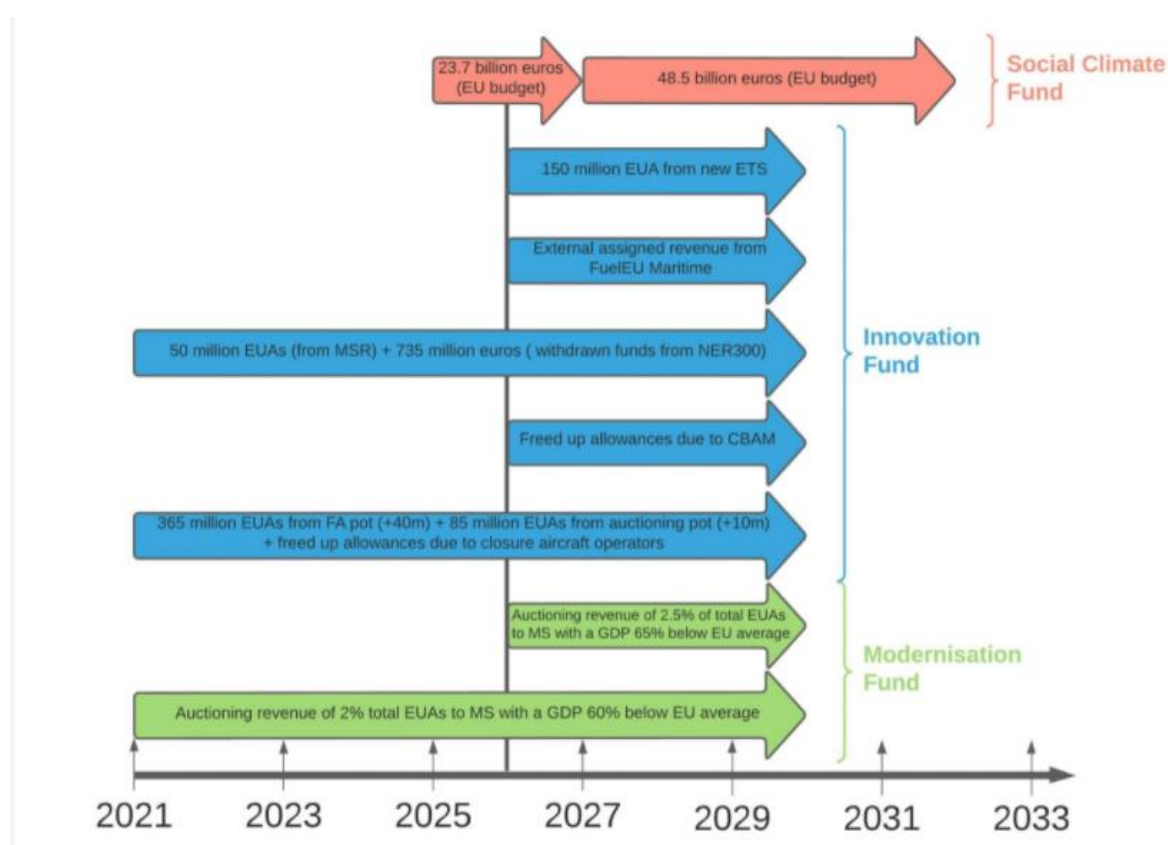 23.7 billion euros
(EU budget)
48.5 billion euros (EU budget)
Social Climate
Fund
150 million EUA from new ETS
External assigned revenue from
FuelEU Maritime
50 million EUAs (from MSR) + 735 million euros ( withdrawn funds from NER300)
Innovation
Fund
Freed up allowances due to CBAM
365 million EUAs from FA pot (+40m) + 85 million EUAs from auctioning pot (+10m)
+ freed up allowances due to closure aircraft operators
Auctioning revenue of 2.5% of total EUAs
to MS with a GDP 65% below EU average
Modernisation
Fund
Auctioning revenue of 2% total EUAs to MS with a GDP 60% below EU average
2021 2023 2025 2027 2029 2031 2033